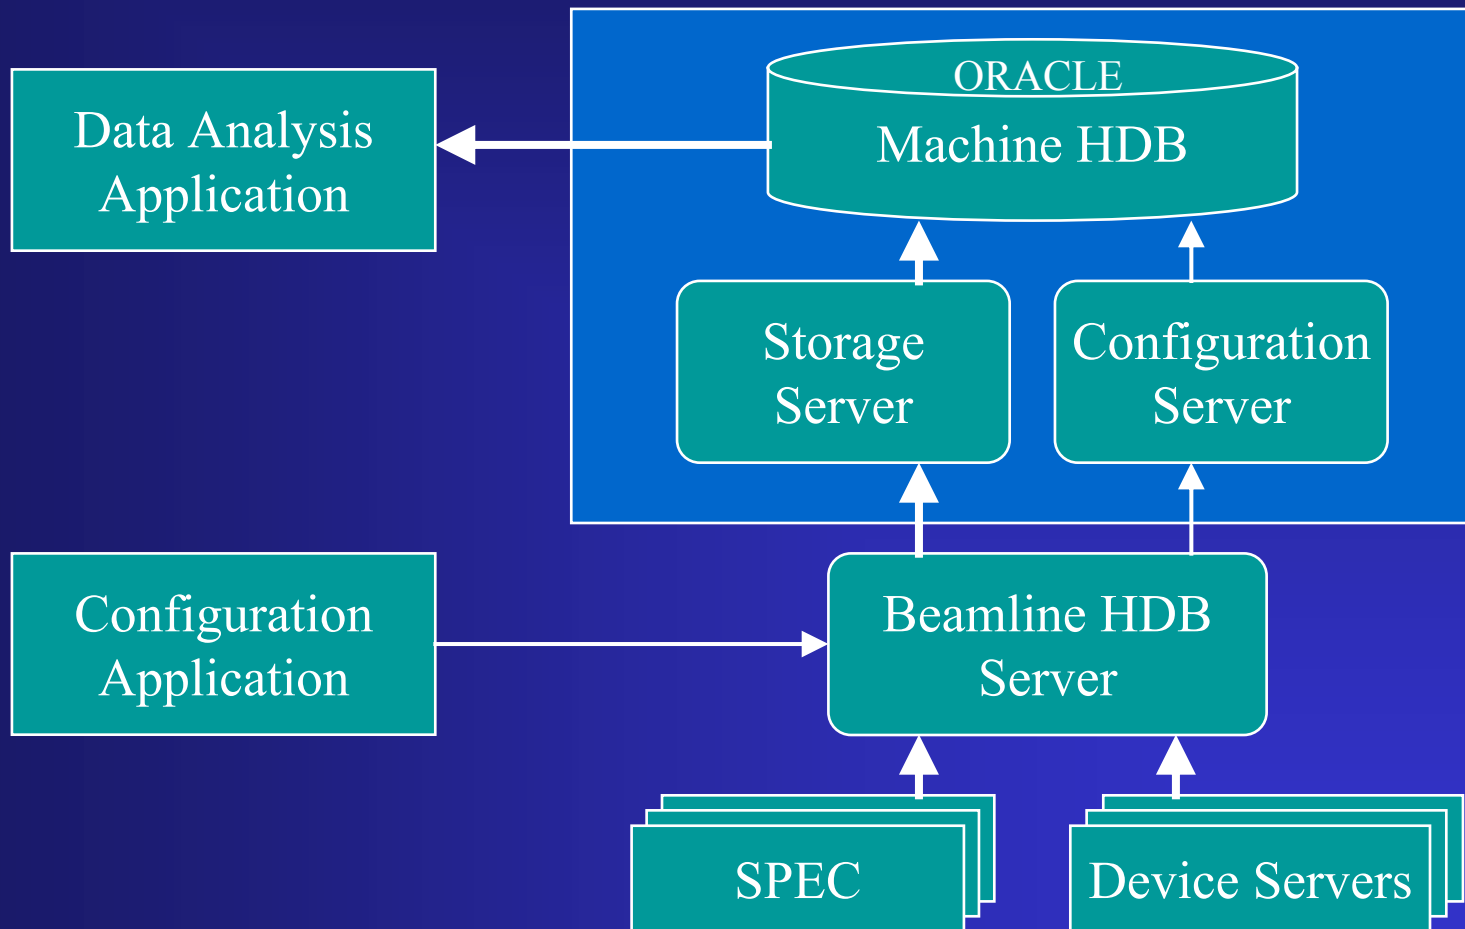 ORACLE
Machine HDB
Data Analysis
Application
Storage
Server
Configuration
Server
Configuration
Application
Beamline HDB
Server
SPEC
Device Servers